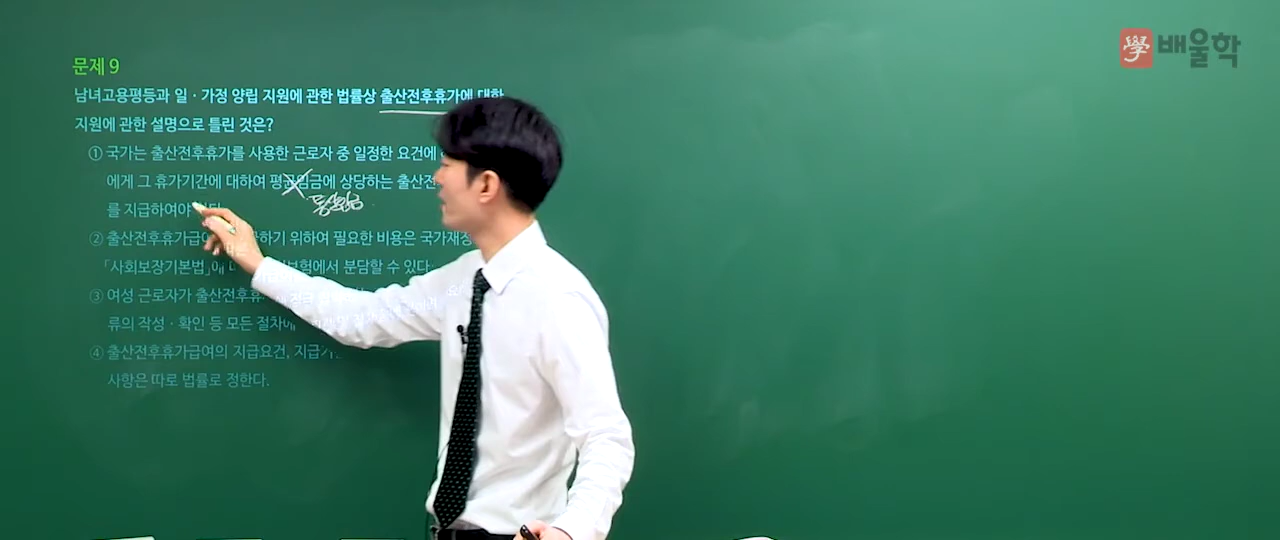 學 배울학
문제 9
남녀고용평등과 일 · 가정 양립 지원에 관한 법률상 출산전후휴가에 대한
지원에 관한 설명으로 틀린 것은?
① 국가는 출산전후휴가를 사용한 근로자 중 일정한 요건에
에게 그 휴가기간에 대하여 평균임금에 상당하는 출산전
통상임금
를 지급하여야
② 출산전후휴가급여 하기 위하여 필요한 비용은 국가재정
「사회보장기본법」에 보험에서 분담할 수 있다.
③ 여성 근로자가 출산전후휴
류의 작성 · 확인 등 모든 절차에
④ 출산전후휴가급여의 지급요건, 지급기
사항은 따로 법률로 정한다.